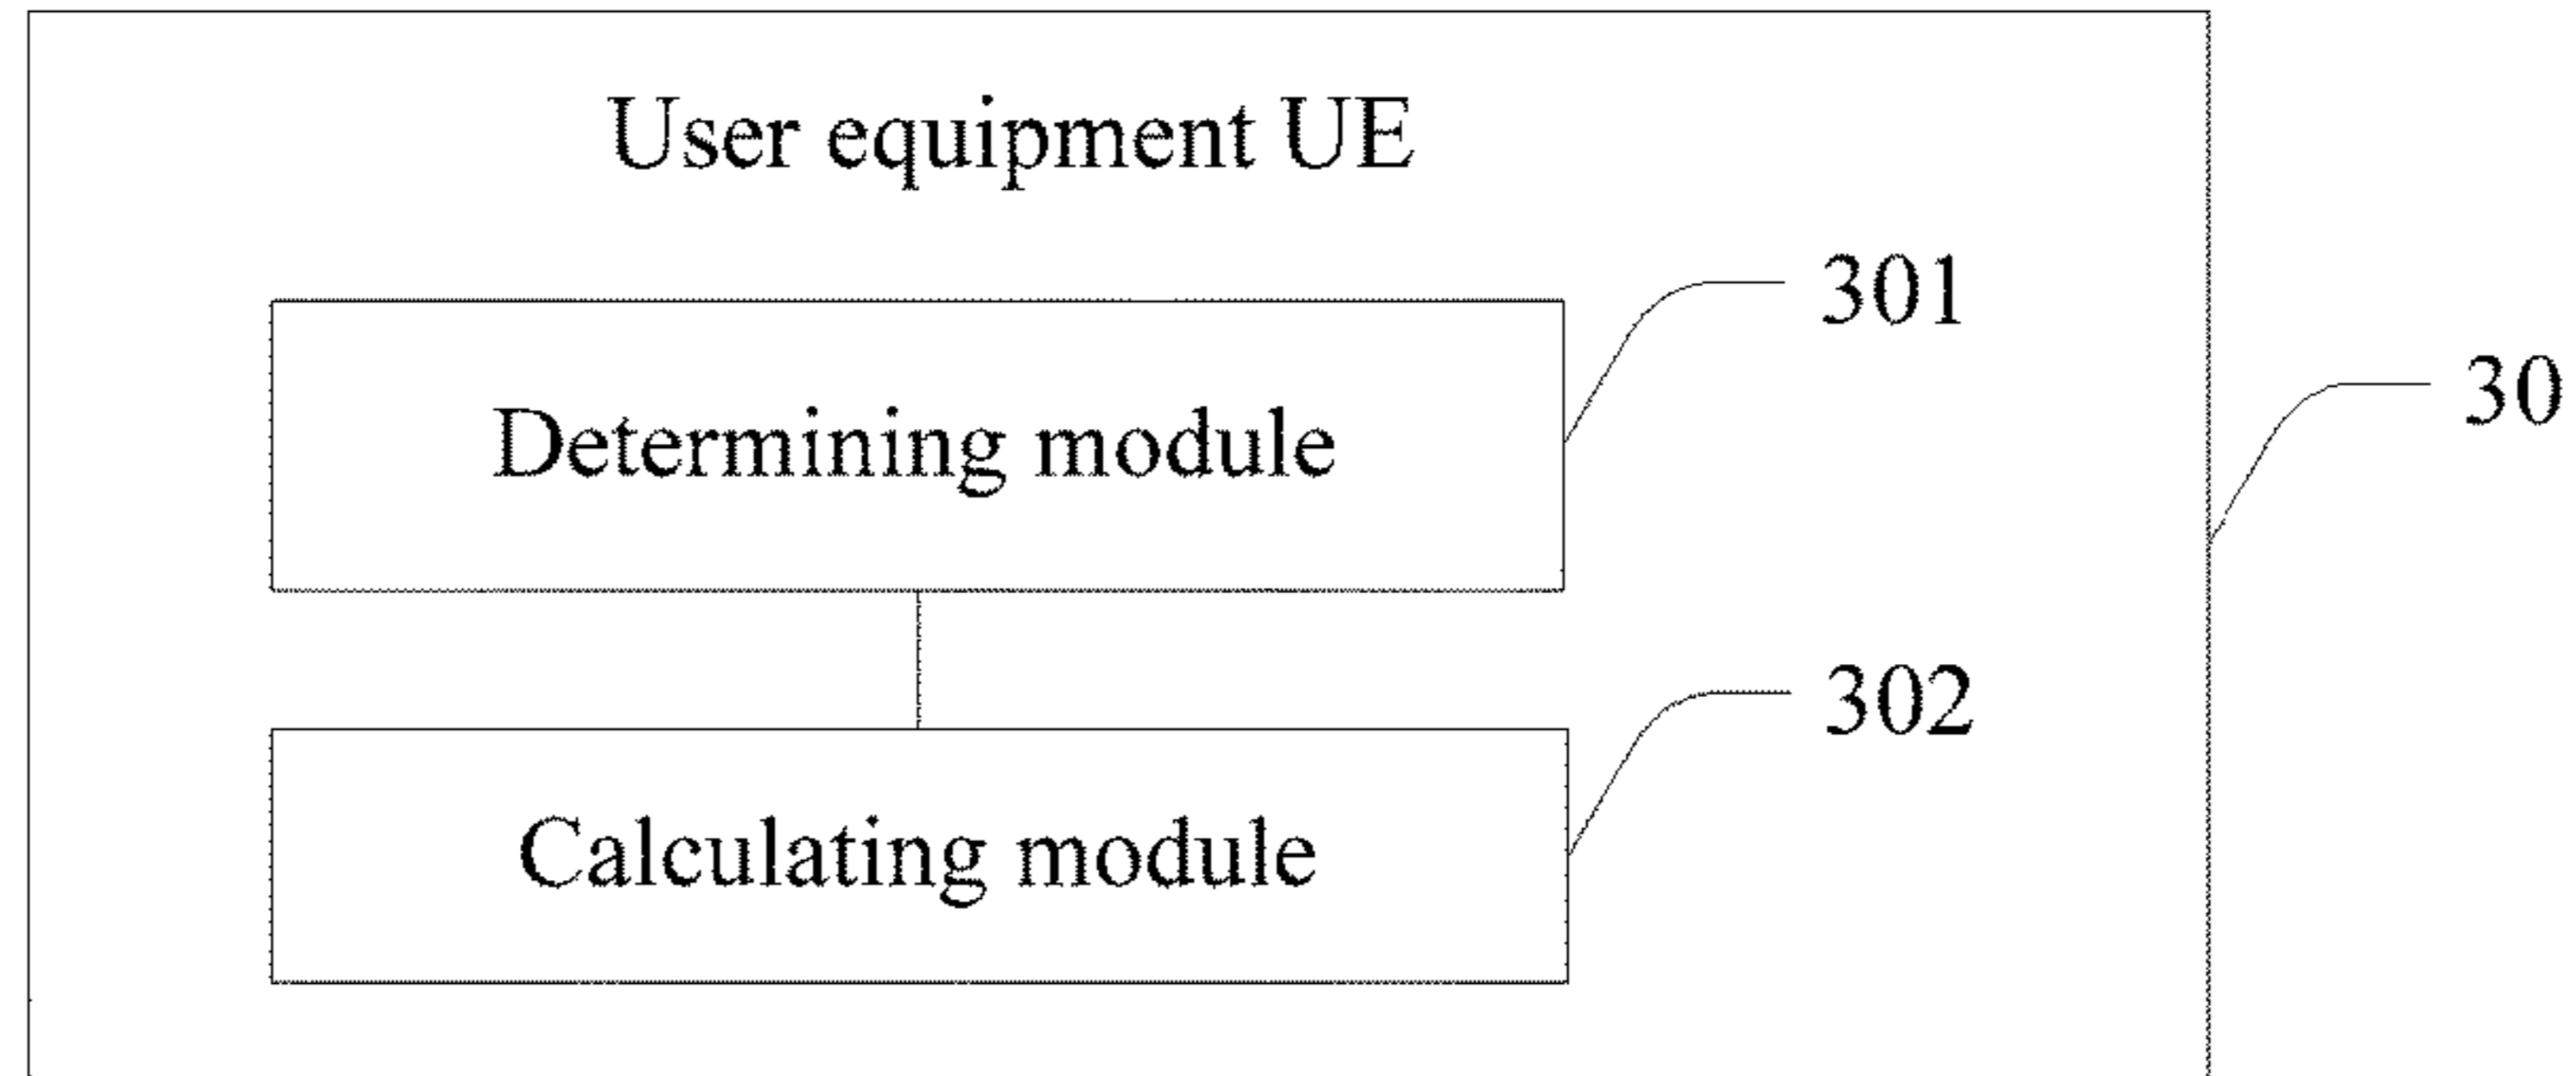 User equipment UE
301
30
Determining module
302
Calculating module